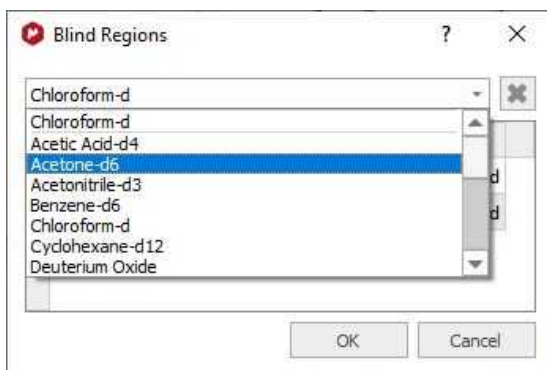 Blind Regions ?
Chloroform-d
Chloroform-d
Acetic Acid-d4
Acetone-d6
Acetonitrile-d3
d
Benzene-d6
Chloroform-d
d
Cyclohexane-d12
Deuterium Oxide
OK Cancel